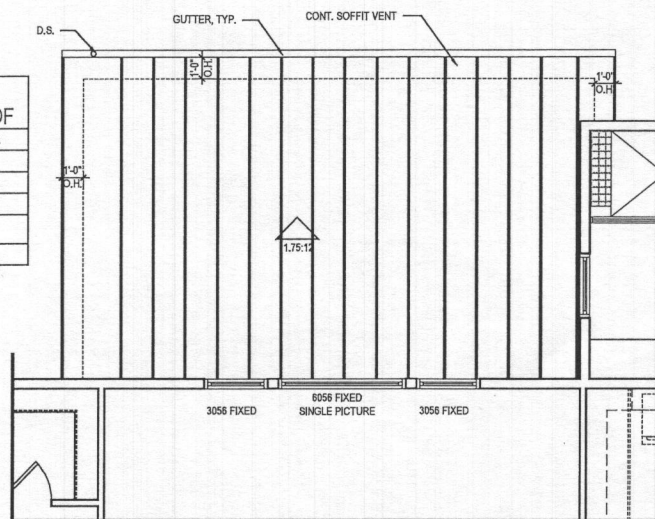 GUTTER, TYP.
CONT. SOFFIT VENT
D.S.
1'-0"
O.H.
1'-0"
O.H.
1'-0"
O.H.
OF
1.75:12
3056 FIXED
6056 FIXED
SINGLE PICTURE
3056 FIXED